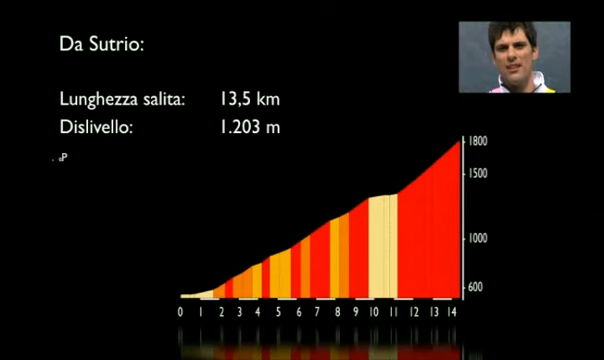 Da Sutrio:
Lunghezza salita: 13,5 km
Dislivello: 1.203 m
1800
1500
1000
600
0 1 2 3 4 5 6 7 8 9 10 11 12 13 14